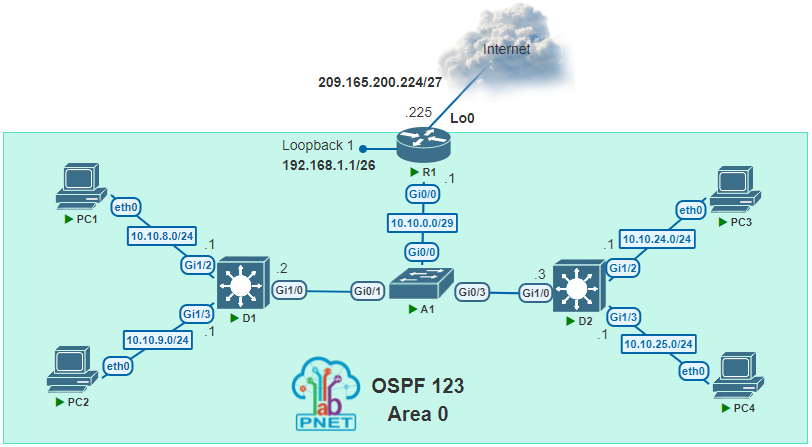 Internet
209.165.200.224/27
.225
Lo0
Loopback 1
192.168.1.1/26
R1
.1
Gi0/0
10.10.0.0/29
Gi0/0
PC1
eth0
10.10.8.0/24
.1
Gi1/2
PC3
eth0
10.10.24.0/24
.1
Gi1/2
.2
Gi1/0
Gi0/1
A1
Gi0/3
.3
Gi1/0
D1
D2
Gi1/3
.1
10.10.9.0/24
eth0
PC2
Gi1/3
.1
10.10.25.0/24
eth0
PC4
lab
PNET
OSPF 123
Area 0